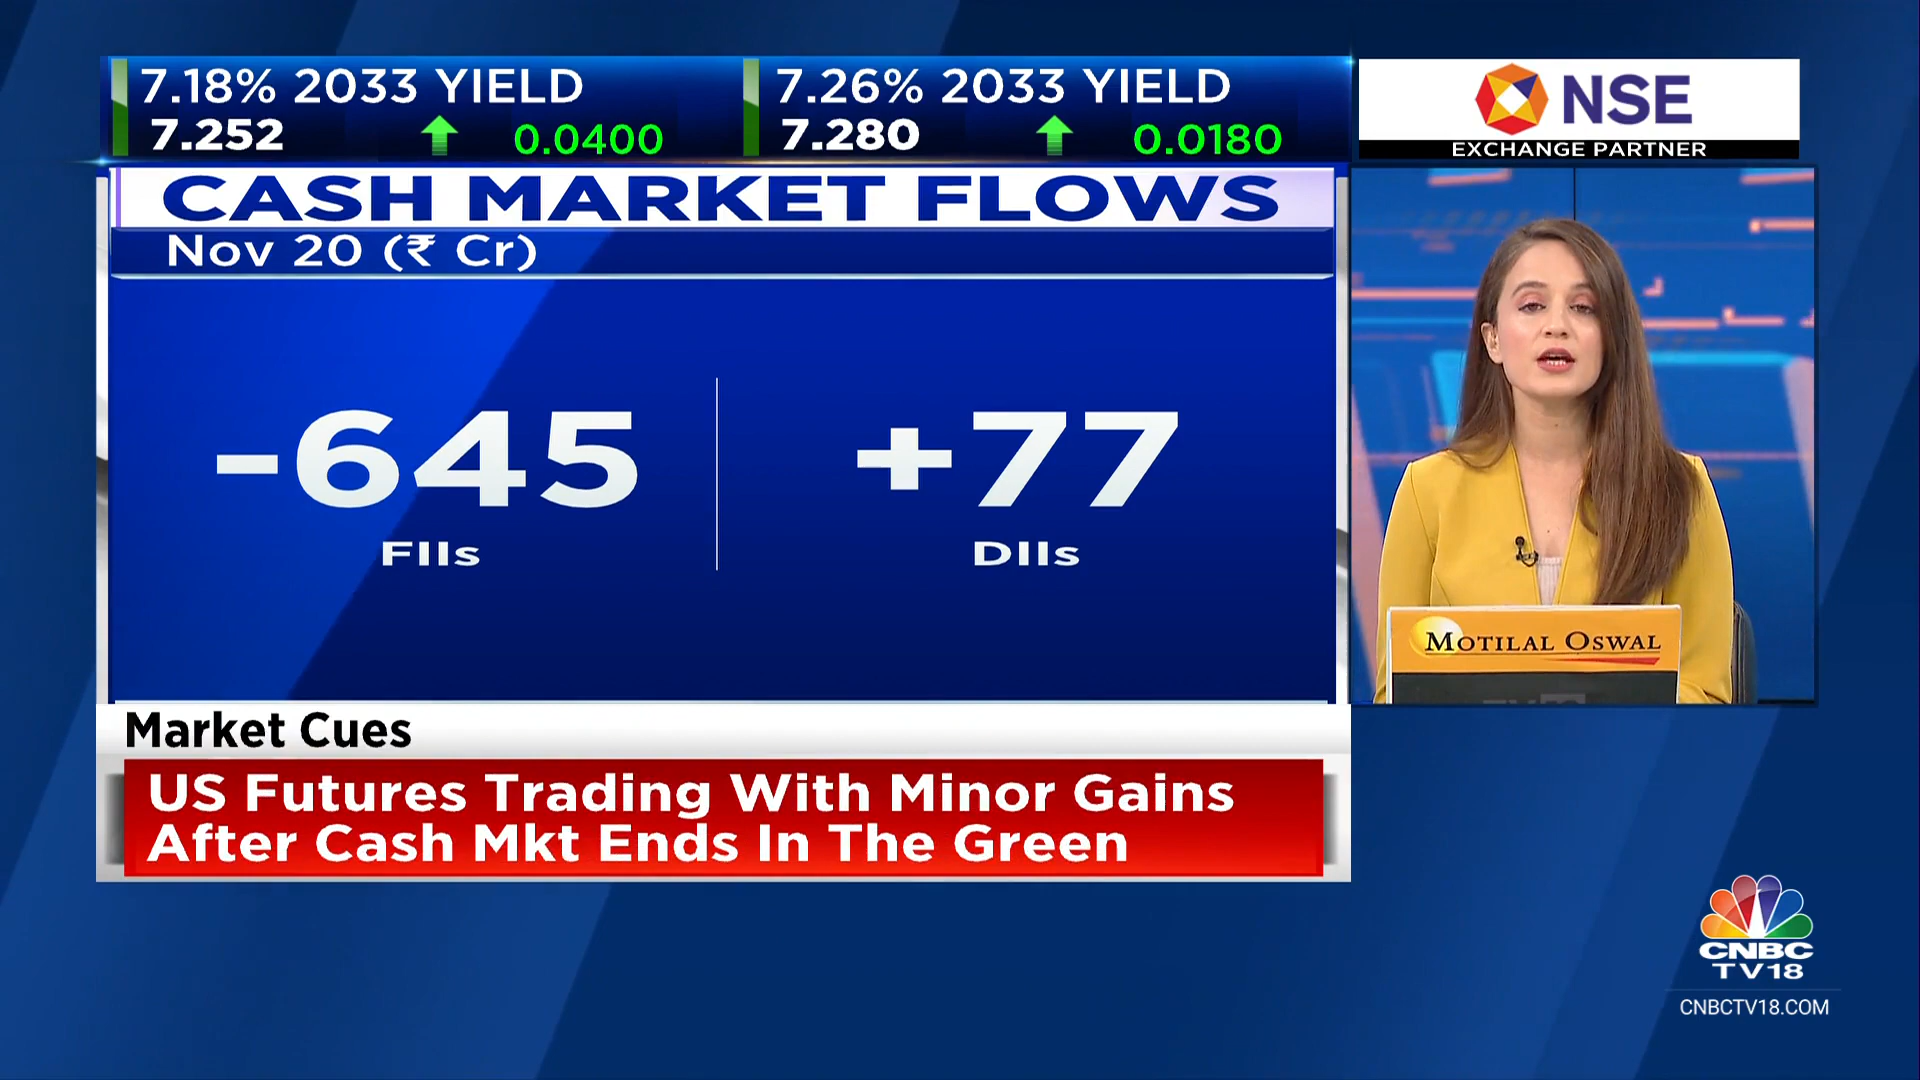 7.18% 2033 YIELD
7.252 0.0400
7.26% 2033 YIELD
7.280 0.0180
NSE
EXCHANGE PARTNER
CASH MARKET FLOWS
Nov 20 (₹ Cr)
-645
FIIs
+77
DIIs
MOTILAL OSWAL
Market Cues
US Futures Trading With Minor Gains
After Cash Mkt Ends In The Green
CNBC
TV18
CNBCTV18.COM